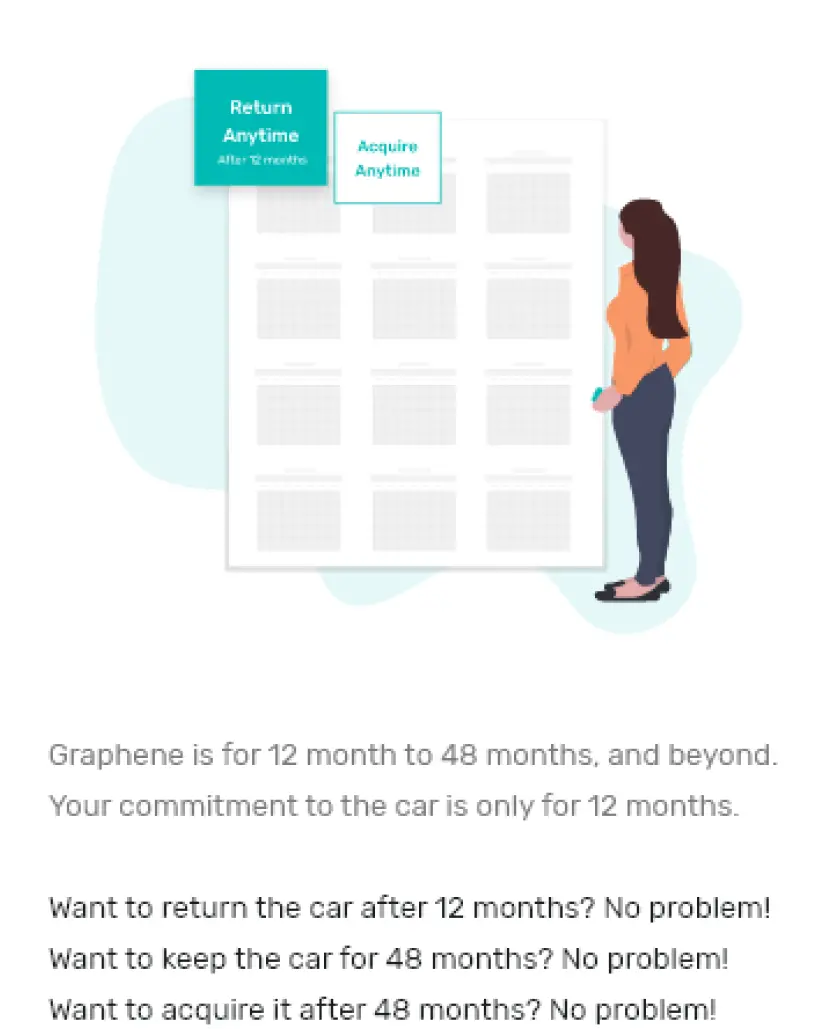 Return
Anytime
After 12 months
Acquire
Anytime
Graphene is for 12 month to 48 months, and beyond.
Your commitment to the car is only for 12 months.
Want to return the car after 12 months? No problem!
Want to keep the car for 48 months? No problem!
Want to acquire it after 48 months? No problem!